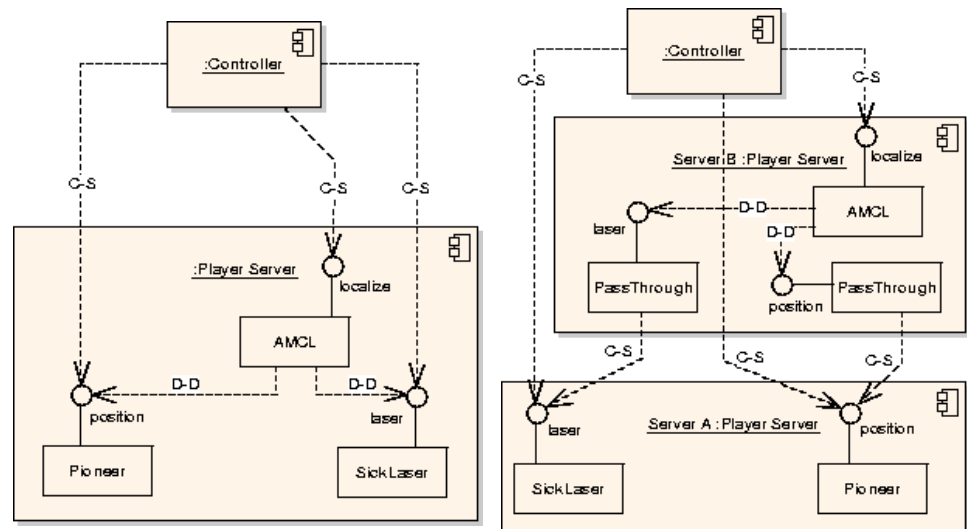 :Controller
C-S
C-S
C-S
:Player Server
localize
AMCL
D-D
D-D
position
laser
Pioneer
SickLaser
:Controller
C-S
C-S
Server B :Player Server
localize
D-D
AMCL
laser
D-D
PassThrough
position
PassThrough
C-S
C-S
C-S
laser
Server A :Player Server
position
SickLaser
Pioneer